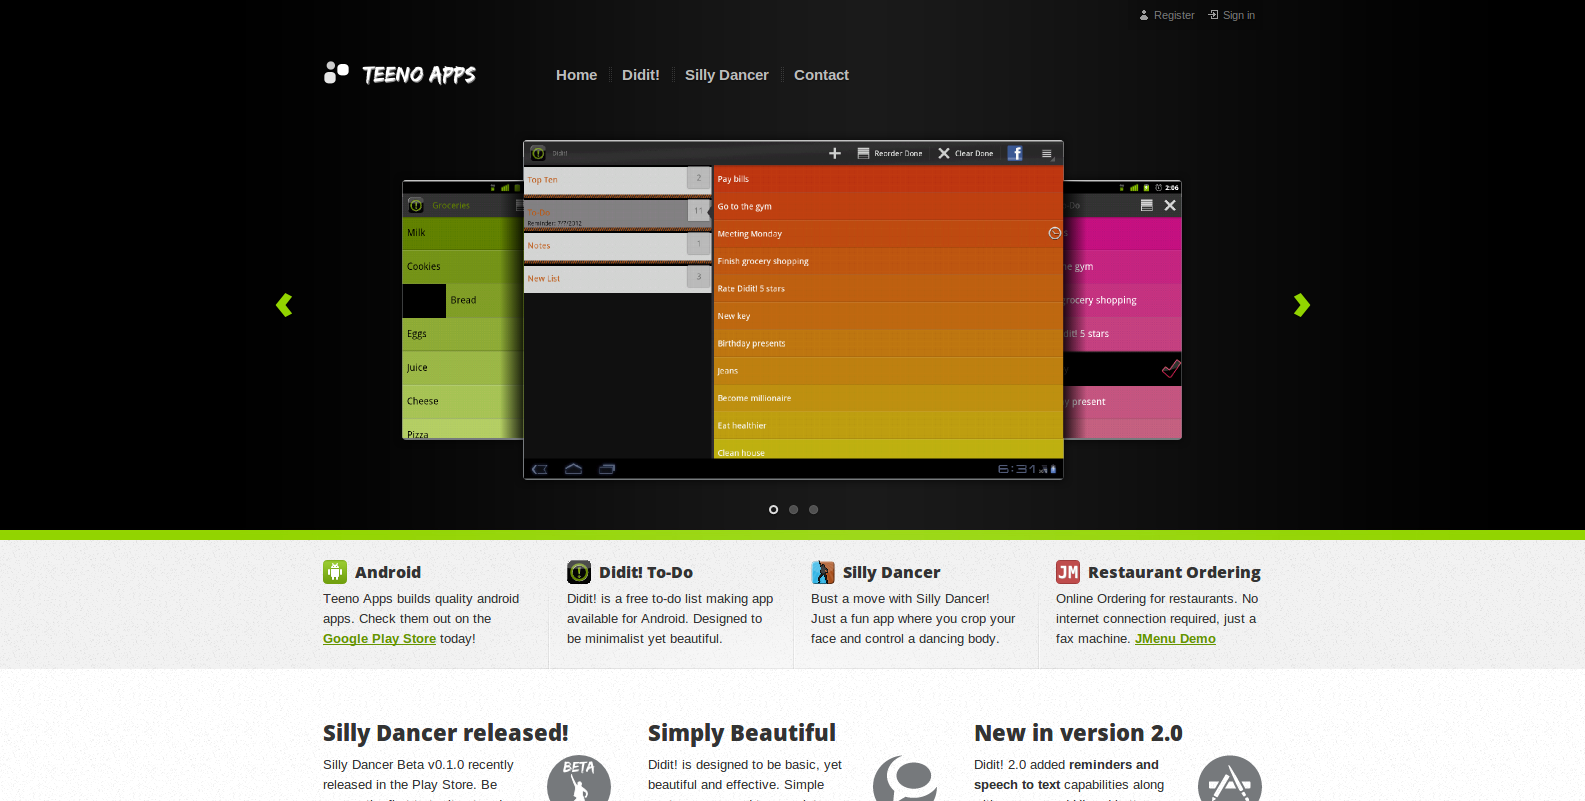 Register Sign in
TEENO APPS Home Didit! Silly Dancer Contact
Didit! Reorder Done Clear Done
Top Ten 2
To-Do 11
Reminder: 7/7/2012
Notes 1
New List 3
Pay bills
Go to the gym
Meeting Monday
Finish grocery shopping
Rate Didit! 5 stars
New key
Birthday presents
Jeans
Become millionaire
Eat healthier
Clean house
6:31
Groceries
Milk
Cookies
Bread
Eggs
Juice
Cheese
Pizza
2:06
gym
grocery shopping
5 stars
present
Android
Teeno Apps builds quality android
apps. Check them out on the
Google Play Store today!
Didit! To-Do
Didit! is a free to-do list making app
available for Android. Designed to
be minimalist yet beautiful.
Silly Dancer
Bust a move with Silly Dancer!
Just a fun app where you crop your
face and control a dancing body.
JM Restaurant Ordering
Online Ordering for restaurants. No
internet connection required, just a
fax machine. JMenu Demo
Silly Dancer released!
Silly Dancer Beta v0.1.0 recently
released in the Play Store. Be
BETA
Simply Beautiful
Didit! is designed to be basic, yet
beautiful and effective. Simple
New in version 2.0
Didit! 2.0 added reminders and
speech to text capabilities along